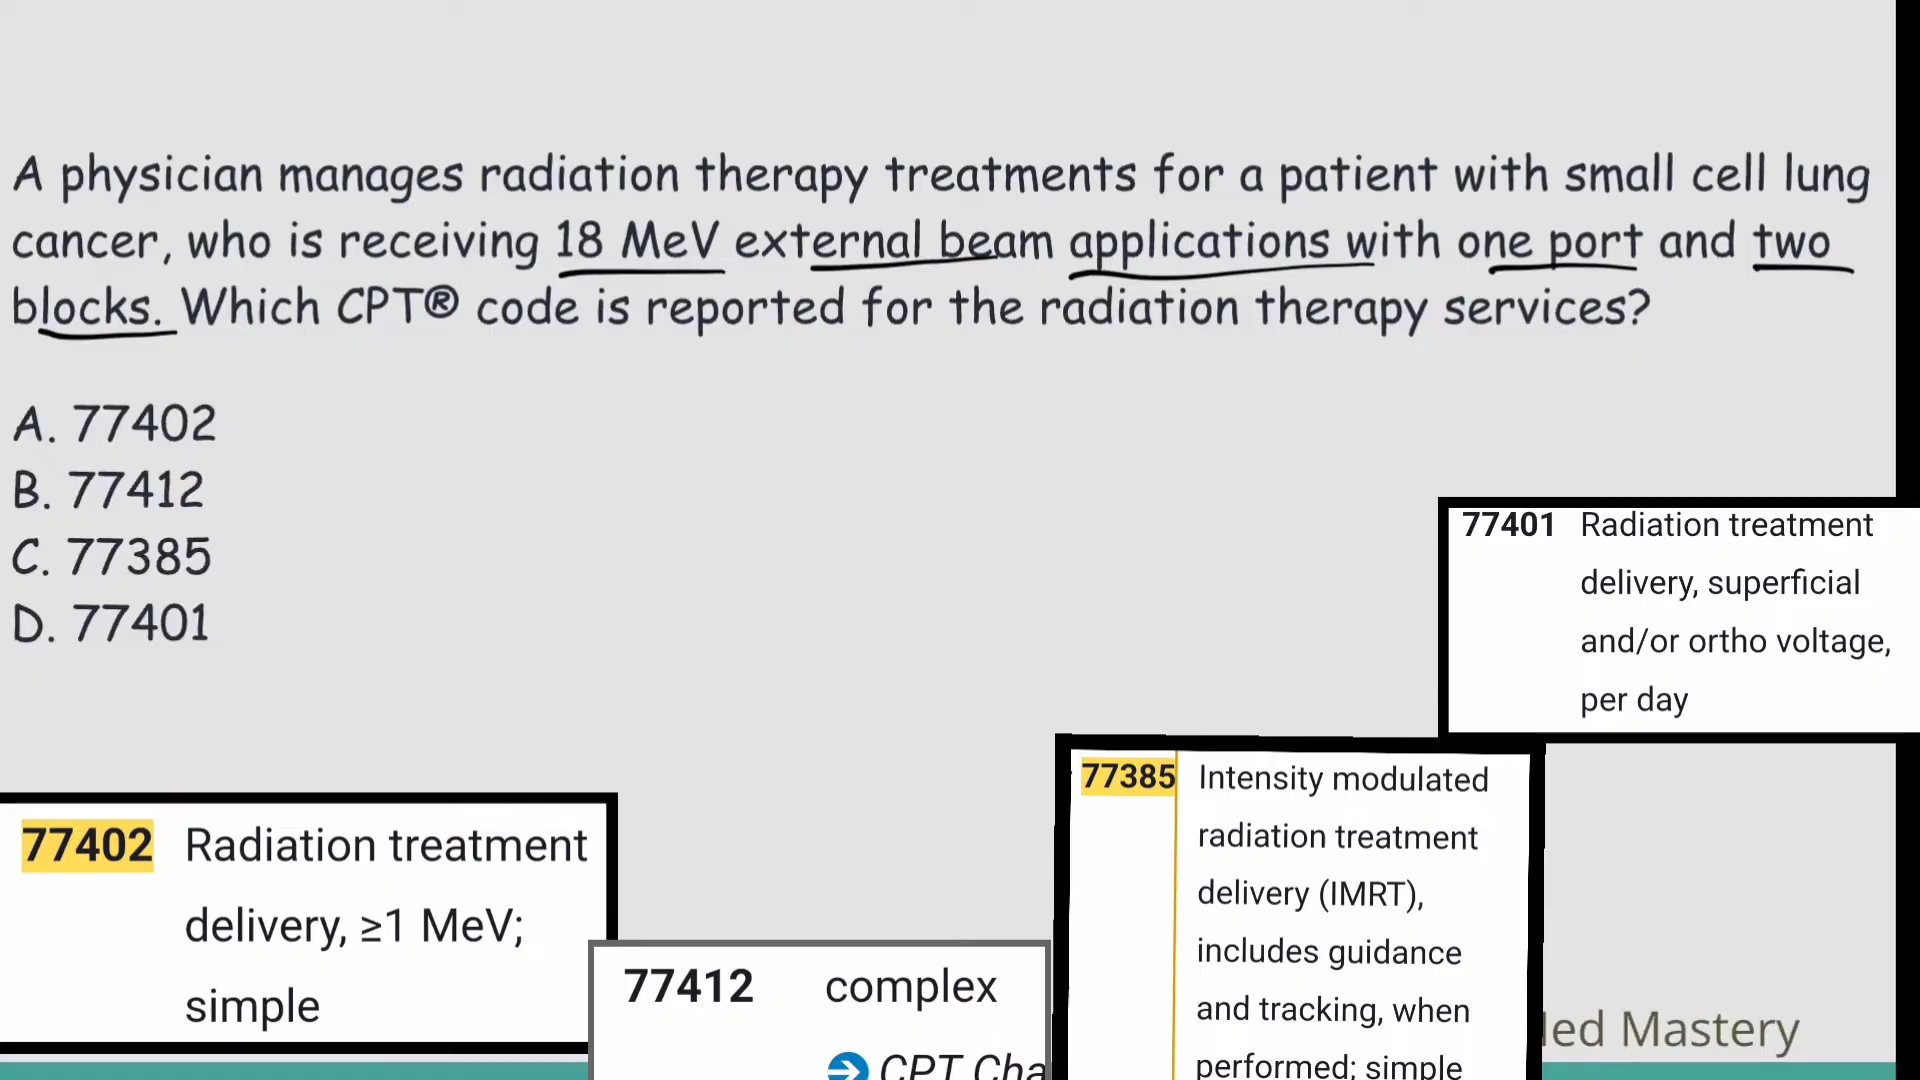 A physician manages radiation therapy treatments for a patient with small cell lung
cancer, who is receiving 18 MeV external beam applications with one port and two
blocks. Which CPT® code is reported for the radiation therapy services?
A. 77402
B. 77412
C. 77385
D. 77401
77401 Radiation treatment
delivery, superficial
and/or ortho voltage,
per day
77385 Intensity modulated
radiation treatment
delivery (IMRT),
includes guidance
and tracking, when
performed; simple
77402 Radiation treatment
delivery, ≥1 MeV;
simple
77412 complex
CPT Cha
ded Mastery